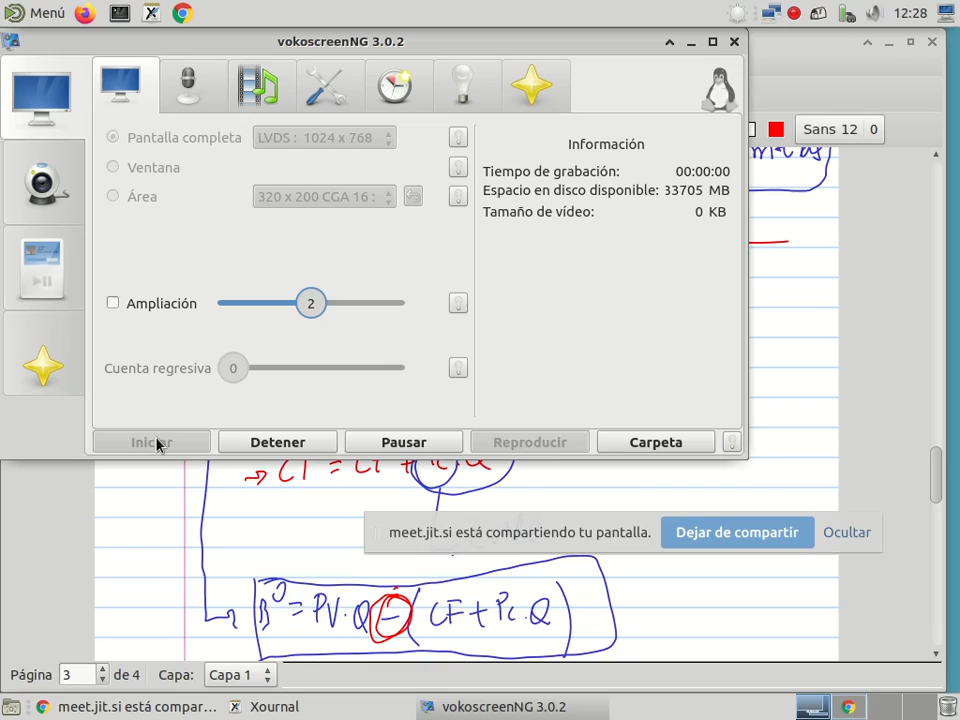 Menú 12:28
vokoscreenNG 3.0.2
Sans 12 0
Pantalla completa LVDS : 1024 x 768
Ventana
Área 320 x 200 CGA 16 :
Información
Tiempo de grabación: 00:00:00
Espacio en disco disponible: 33705 MB
Tamaño de vídeo: 0 KB
Ampliación 2
Cuenta regresiva 0
Iniciar Detener Pausar Reproducir Carpeta
meet.jit.si está compartiendo tu pantalla. Dejar de compartir Ocultar
B = PV.Q - (CF + Pc.Q)
Página 3 de 4 Capa: Capa 1
meet.jit.si está compar... Xournal vokoscreenNG 3.0.2